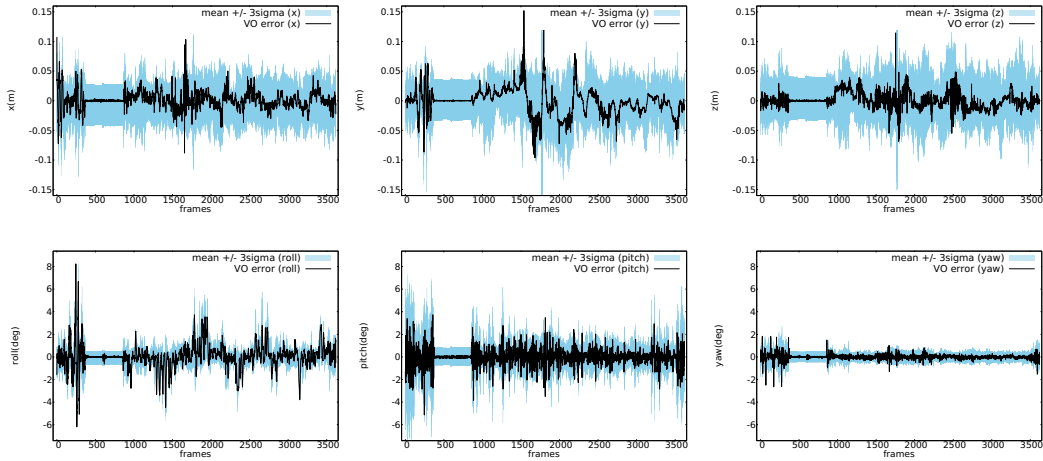 mean +/- 3sigma (x)
VO error (x)
0.15
0.1
0.05
0
-0.05
-0.1
-0.15
x(m)
0 500 1000 1500 2000 2500 3000 3500
frames
mean +/- 3sigma (y)
VO error (y)
0.15
0.1
0.05
0
-0.05
-0.1
-0.15
y(m)
0 500 1000 1500 2000 2500 3000 3500
frames
mean +/- 3sigma (z)
VO error (z)
0.15
0.1
0.05
0
-0.05
-0.1
-0.15
z(m)
0 500 1000 1500 2000 2500 3000 3500
frames
mean +/- 3sigma (roll)
VO error (roll)
8
6
4
2
0
-2
-4
-6
roll(deg)
0 500 1000 1500 2000 2500 3000 3500
frames
mean +/- 3sigma (pitch)
VO error (pitch)
8
6
4
2
0
-2
-4
-6
pitch(deg)
0 500 1000 1500 2000 2500 3000 3500
frames
mean +/- 3sigma (yaw)
VO error (yaw)
8
6
4
2
0
-2
-4
-6
yaw(deg)
0 500 1000 1500 2000 2500 3000 3500
frames